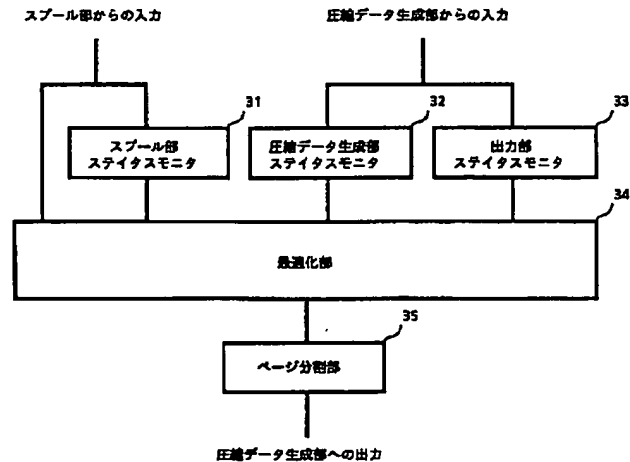 スプール部からの入力
圧縮データ生成部からの入力
31
32
33
スプール部
ステイタスモニタ
圧縮データ生成部
ステイタスモニタ
出力部
ステイタスモニタ
34
最適化部
35
ページ分割部
圧縮データ生成部への出力